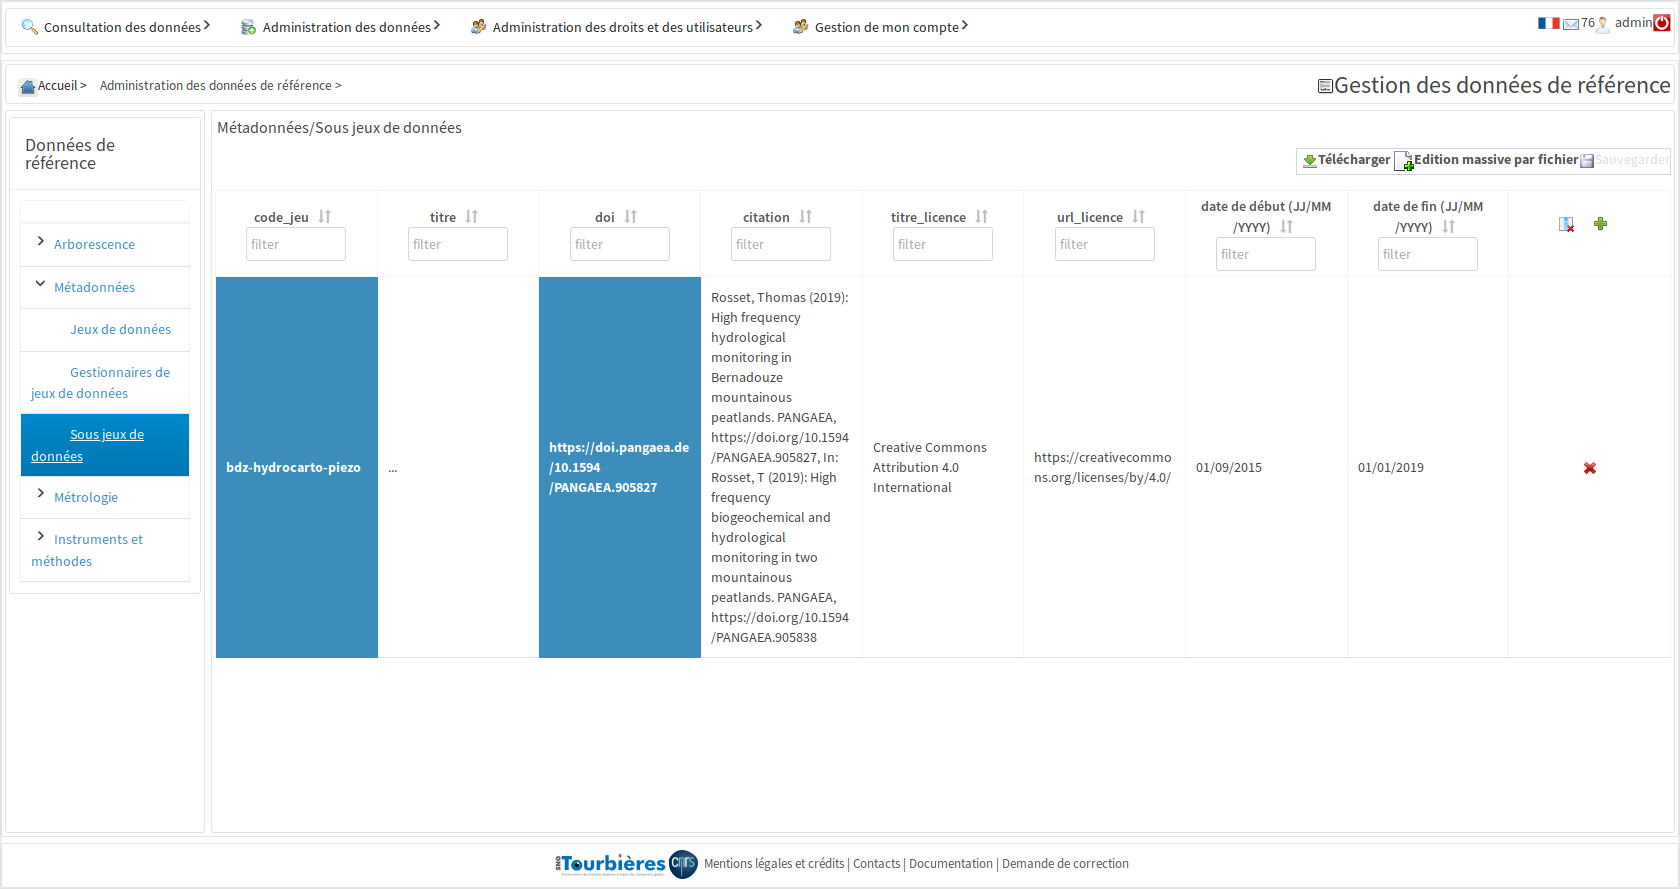 Consultation des données
Administration des données
Administration des droits et des utilisateurs
Gestion de mon compte
76
admin
Accueil >
Administration des données de référence >
Gestion des données de référence
Données de
référence
Arborescence
Métadonnées
Jeux de données
Gestionnaires de
jeux de données
Sous jeux de
données
Métrologie
Instruments et
méthodes
Métadonnées/Sous jeux de données
Télécharger
Edition massive par fichier
Sauvegarder
code_jeu
filter
titre
filter
doi
filter
citation
filter
titre_licence
filter
url_licence
filter
date de début (JJ/MM
/YYYY)
filter
date de fin (JJ/MM
/YYYY)
filter
bdz-hydrocarto-piezo
...
https://doi.pangaea.de
/10.1594
/PANGAEA.905827
Rosset, Thomas (2019):
High frequency
hydrological
monitoring in
Bernadouze
mountainous
peatlands. PANGAEA,
https://doi.org/10.1594
/PANGAEA.905827, In:
Rosset, T (2019): High
frequency
biogeochemical and
hydrological
monitoring in two
mountainous
peatlands. PANGAEA,
https://doi.org/10.1594
/PANGAEA.905838
Creative Commons
Attribution 4.0
International
https://creativecommo
ns.org/licenses/by/4.0/
01/09/2015
01/01/2019
SNO Tourbières
cnrs
Mentions légales et crédits | Contacts | Documentation | Demande de correction